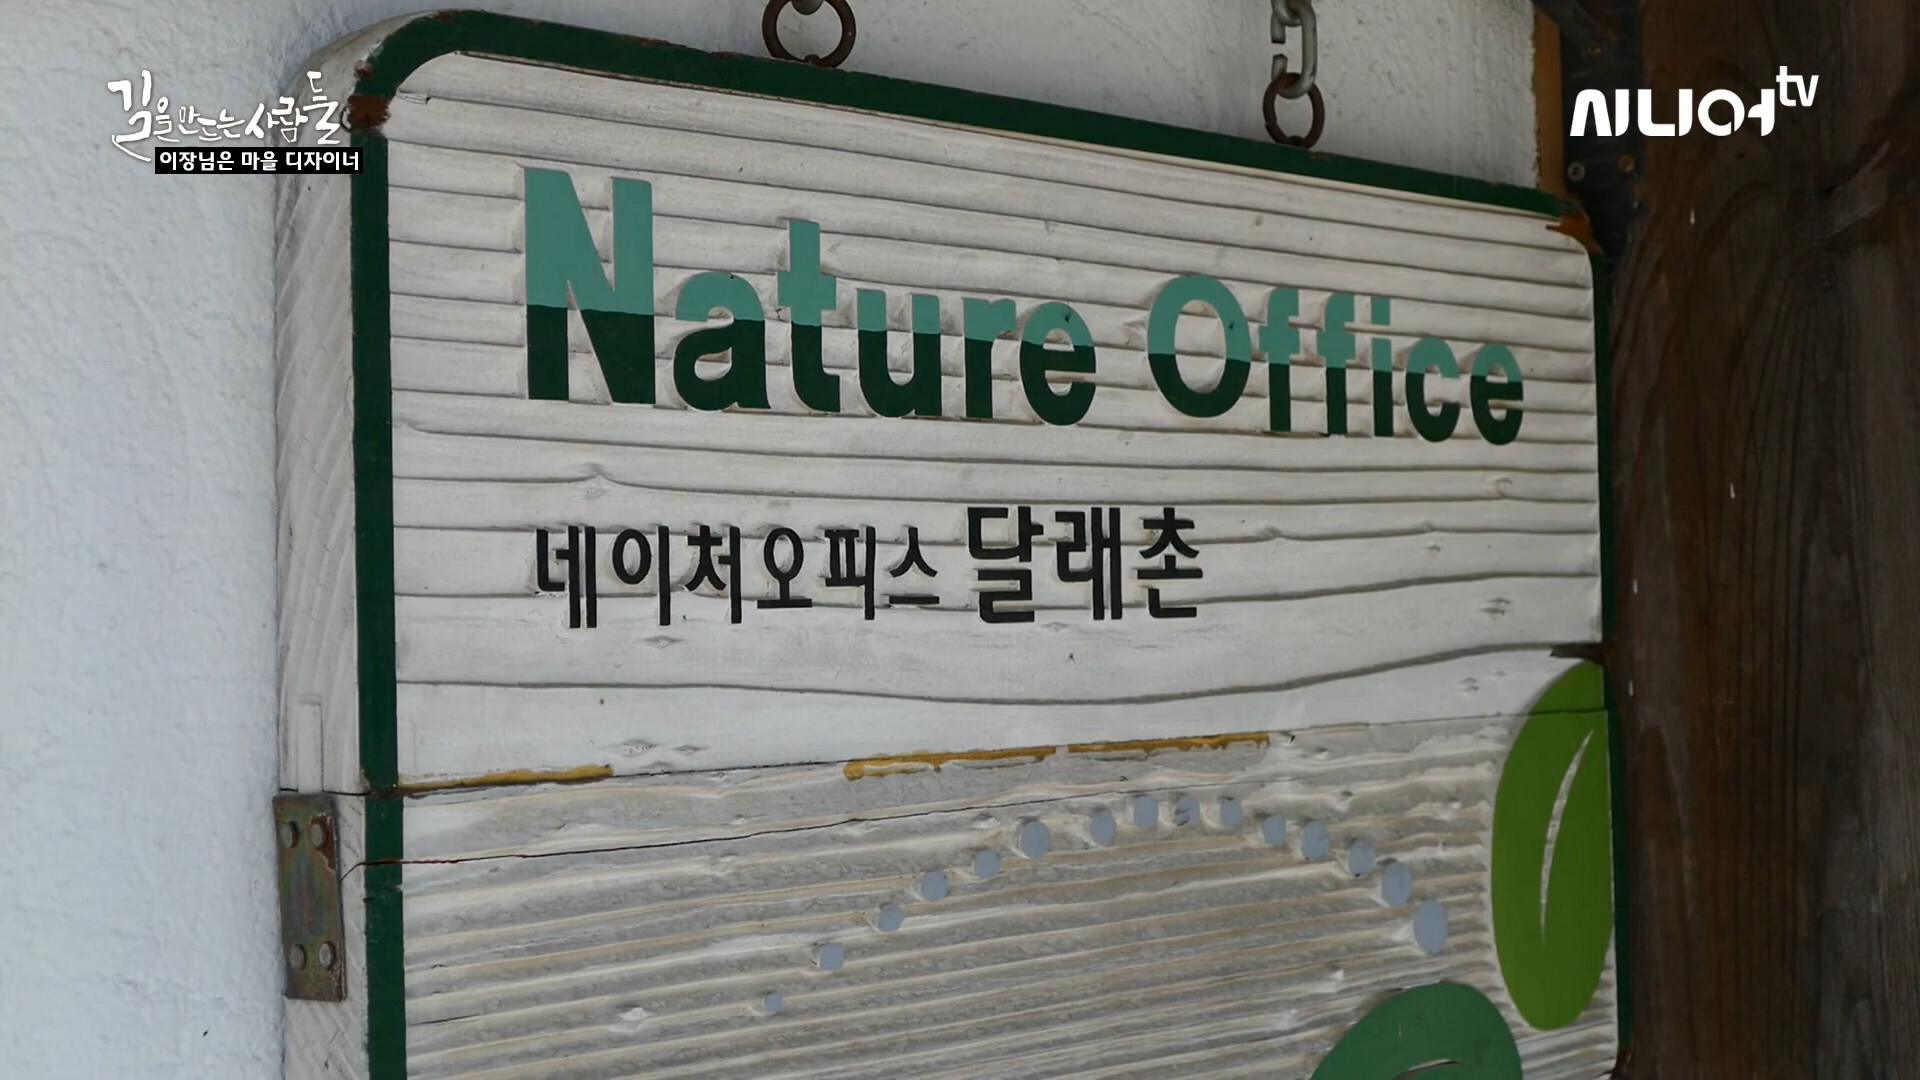 길을 만드는 사람들
이장님은 마을 디자이너
시니어tv
Nature Office
네이처오피스 달래촌